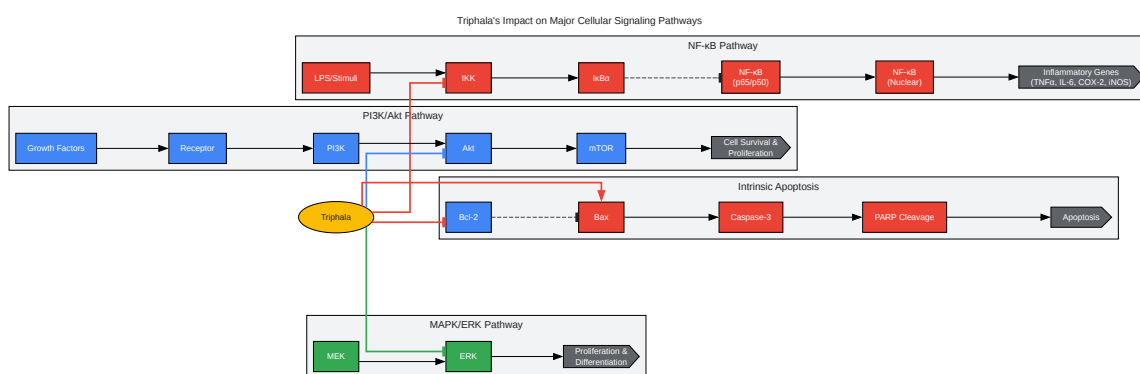 Triphala's Impact on Major Cellular Signaling Pathways
NF-κB Pathway
LPS/Stimuli
IKK
IκBα
NF-κB
(p65/p50)
NF-κB
(Nuclear)
Inflammatory Genes
(TNFα, IL-6, COX-2, iNOS)
PI3K/Akt Pathway
Growth Factors
Receptor
PI3K
Akt
mTOR
Cell Survival &
Proliferation
Intrinsic Apoptosis
Triphala
Bcl-2
Bax
Caspase-3
PARP Cleavage
Apoptosis
MAPK/ERK Pathway
MEK
ERK
Proliferation &
Differentiation